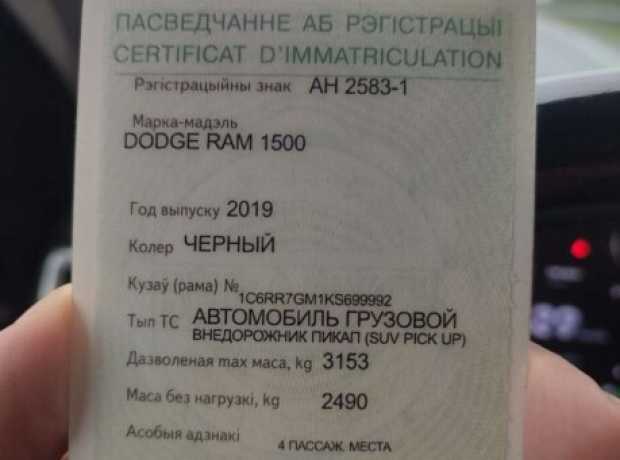 ПАСВЕДЧАННЕ АБ РЭГІСТРАЦЫІ
CERTIFICAT D'IMMATRICULATION
Рэгістрацыйны знак АН 2583-1
Марка-мадэль
DODGE RAM 1500
Год выпуску 2019
Колер ЧЕРНЫЙ
Кузаў (рама) № 1C6RR7GM1KS699992
Тып ТС АВТОМОБИЛЬ ГРУЗОВОЙ
ВНЕДОРОЖНИК ПИКАП (SUV PICK UP)
Дазволеная max маса, kg 3153
Маса без нагрузкі, kg 2490
Асобыя адзнакі 4 ПАССАЖ. МЕСТА